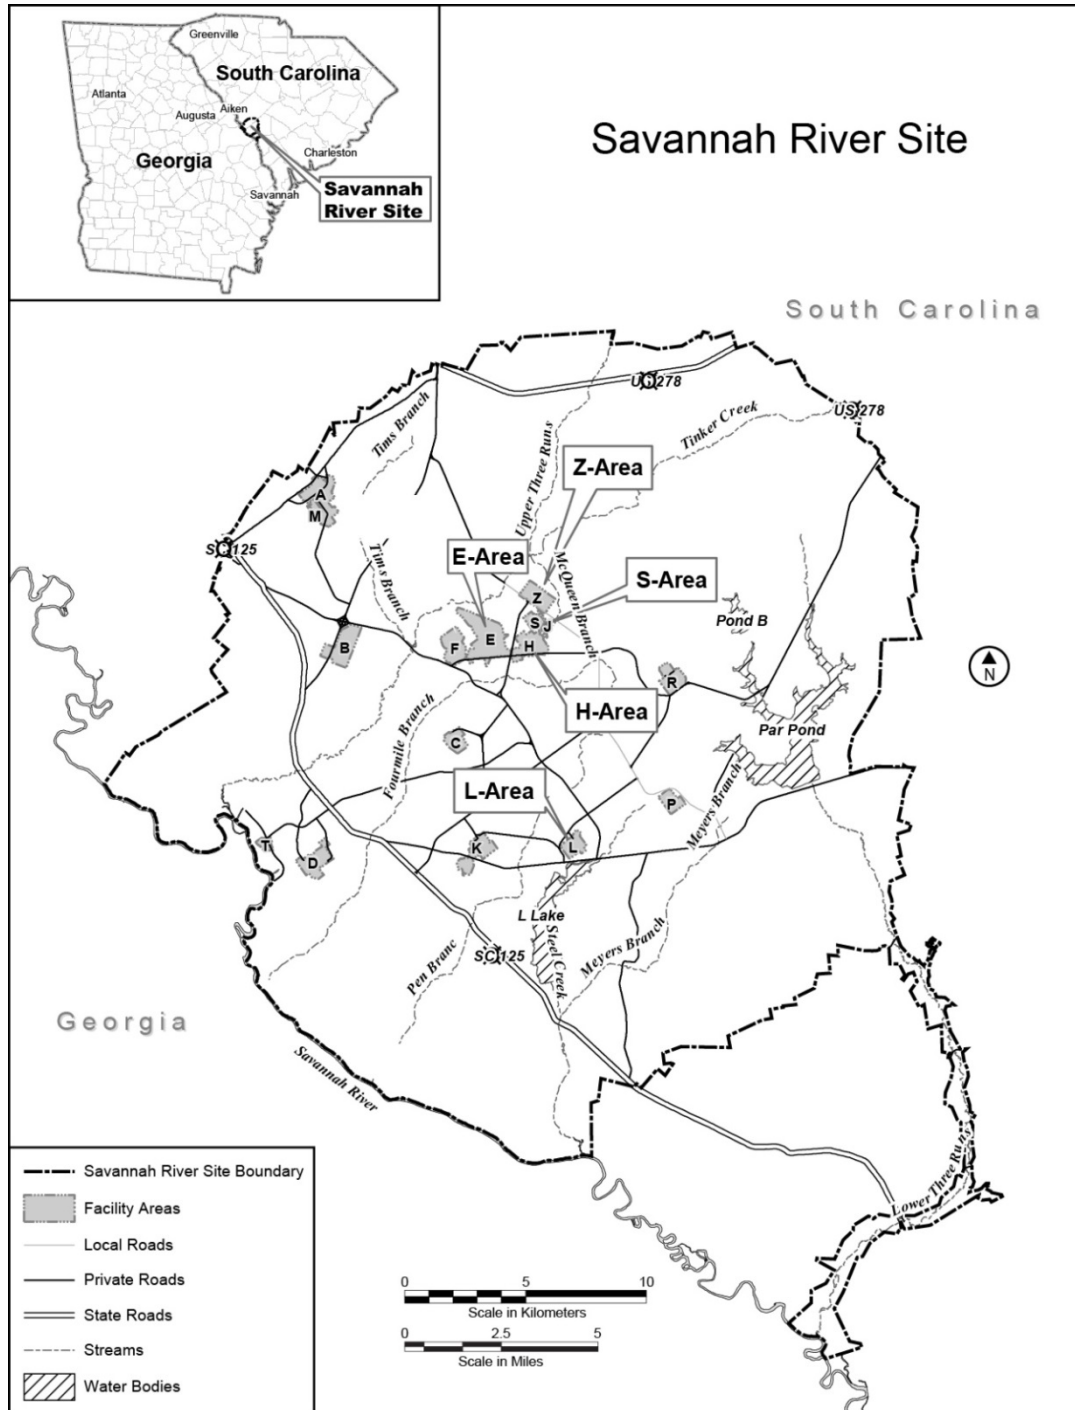 Greenville
South Carolina
Atlanta
Aiken
Augusta
Georgia
Charleston
Savannah
Savannah
River Site
Savannah River Site
South Carolina
US 278
US 278
Tims Branch
Upper Three Runs
Tinker Creek
Z-Area
A
M
SC 125
E-Area
Tims Branch
McQueen Branch
S-Area
Z
S
J
Pond B
B
F
E
H
R
N
H-Area
Par Pond
C
Fourmile Branch
L-Area
P
Meyers Branch
T
D
K
L
L Lake
Steel Creek
Meyers Branch
SC 125
Pen Branc
Georgia
Savannah River
Lower Three Runs
Savannah River Site Boundary
Facility Areas
Local Roads
Private Roads
State Roads
Streams
Water Bodies
0 5 10
Scale in Kilometers
0 2.5 5
Scale in Miles